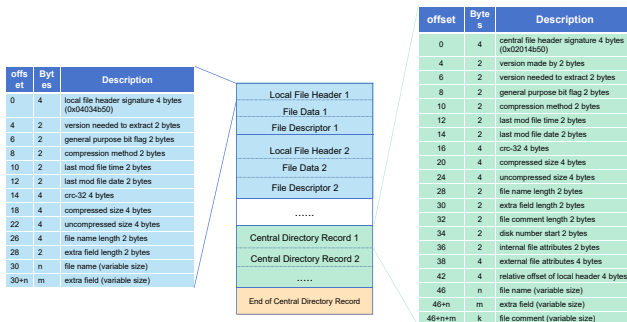 offs et Byt es Description
0 4 local file header signature 4 bytes
(0x04034b50)
4 2 version needed to extract 2 bytes
6 2 general purpose bit flag 2 bytes
8 2 compression method 2 bytes
10 2 last mod file time 2 bytes
12 2 last mod file date 2 bytes
14 4 crc-32 4 bytes
18 4 compressed size 4 bytes
22 4 uncompressed size 4 bytes
26 4 file name length 2 bytes
28 2 extra field length 2 bytes
30 n file name (variable size)
30+n m extra field (variable size)
Local File Header 1
File Data 1
File Descriptor 1
Local File Header 2
File Data 2
File Descriptor 2
......
Central Directory Record 1
Central Directory Record 2
.....
End of Central Directory Record
offset Byte s Description
0 4 central file header signature 4 bytes
(0x02014b50)
4 2 version made by 2 bytes
6 2 version needed to extract 2 bytes
8 2 general purpose bit flag 2 bytes
10 2 compression method 2 bytes
12 2 last mod file time 2 bytes
14 2 last mod file date 2 bytes
16 4 crc-32 4 bytes
20 4 compressed size 4 bytes
24 4 uncompressed size 4 bytes
28 2 file name length 2 bytes
30 2 extra field length 2 bytes
32 2 file comment length 2 bytes
34 2 disk number start 2 bytes
36 2 internal file attributes 2 bytes
38 4 external file attributes 4 bytes
42 4 relative offset of local header 4 bytes
46 n file name (variable size)
46+n m extra field (variable size)
46+n+m k file comment (variable size)